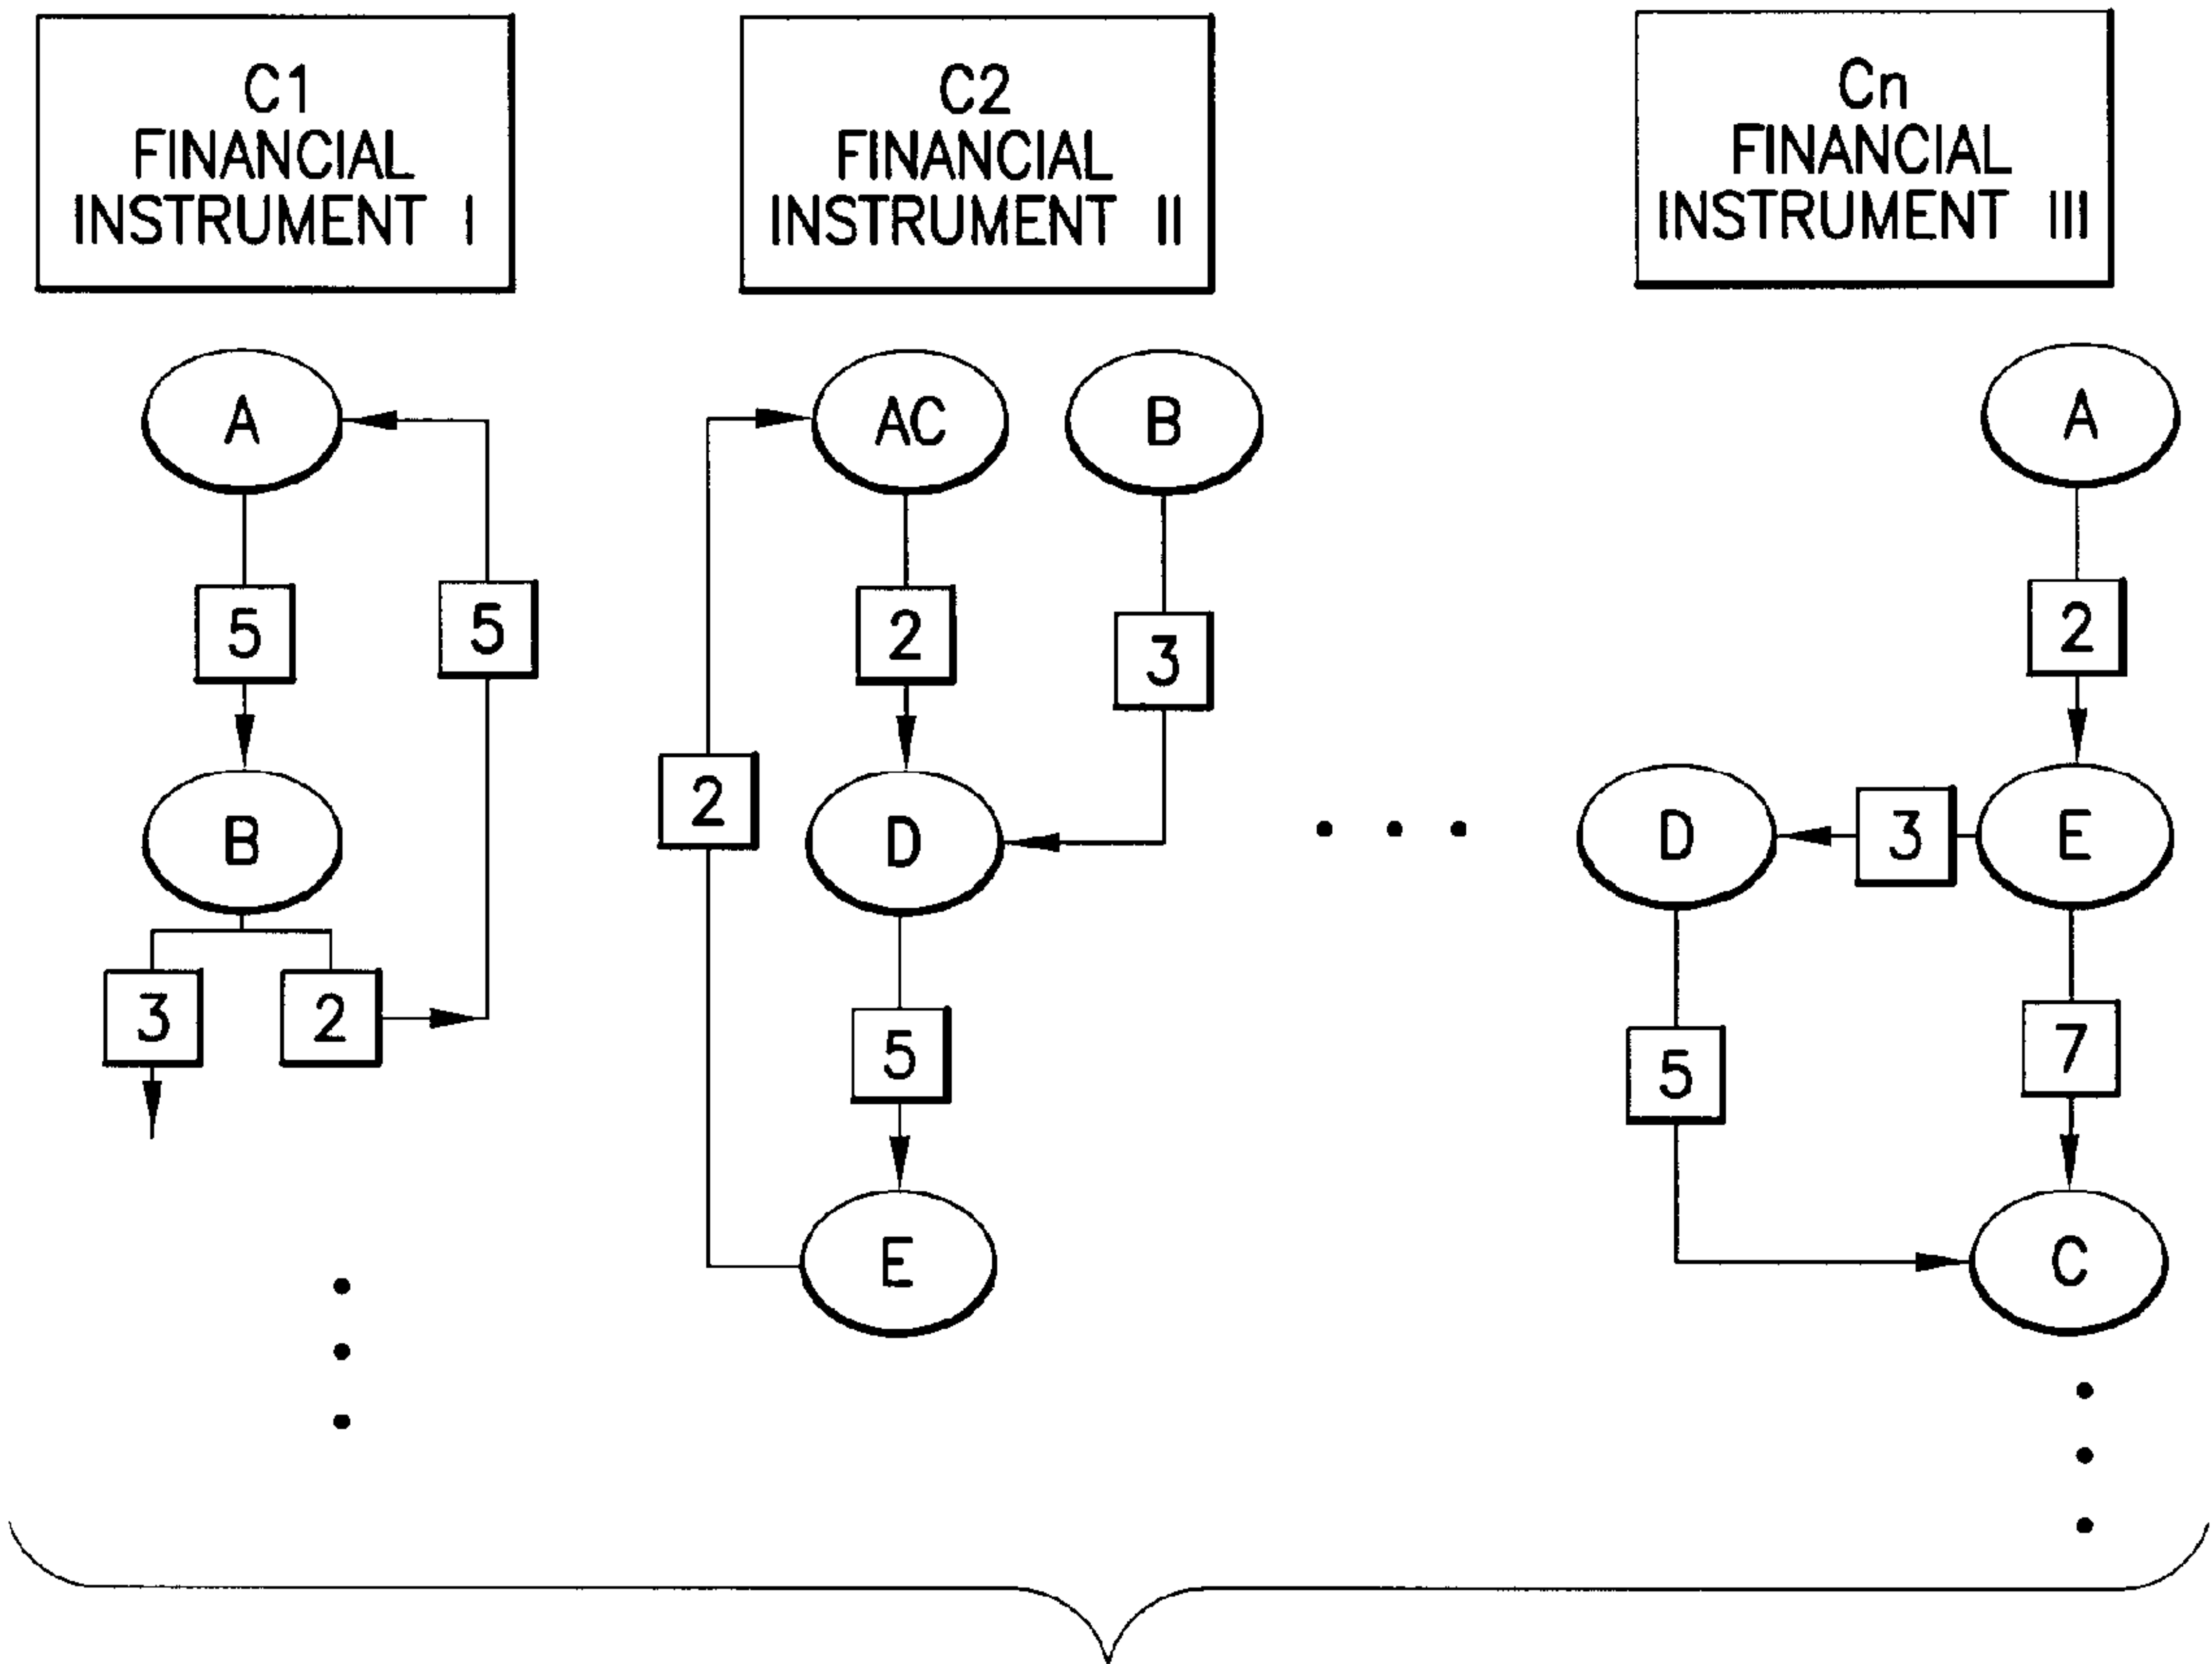 C1
FINANCIAL
INSTRUMENT I
C2
FINANCIAL
INSTRUMENT II
Cn
FINANCIAL
INSTRUMENT III
A
5
5
B
3
2
AC
B
2
3
2
D
5
E
A
2
D
3
E
5
7
C